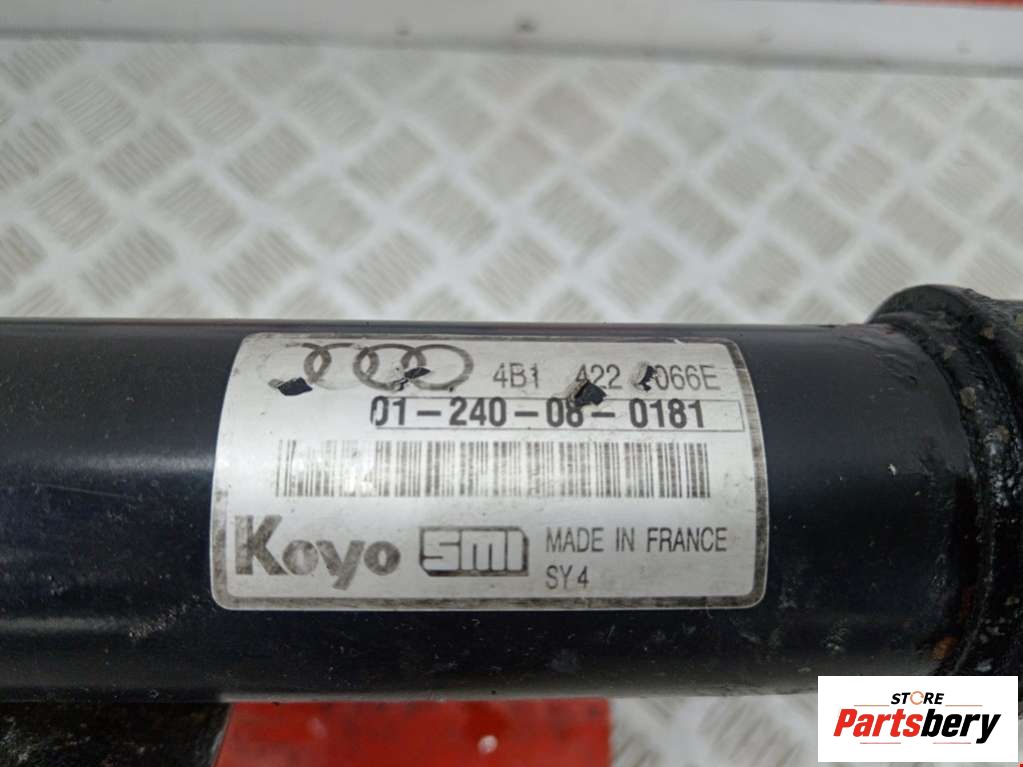 4B1 422 066E
01-240-08-0181
Koyo SMI MADE IN FRANCE
SY4
STORE
Partsbery